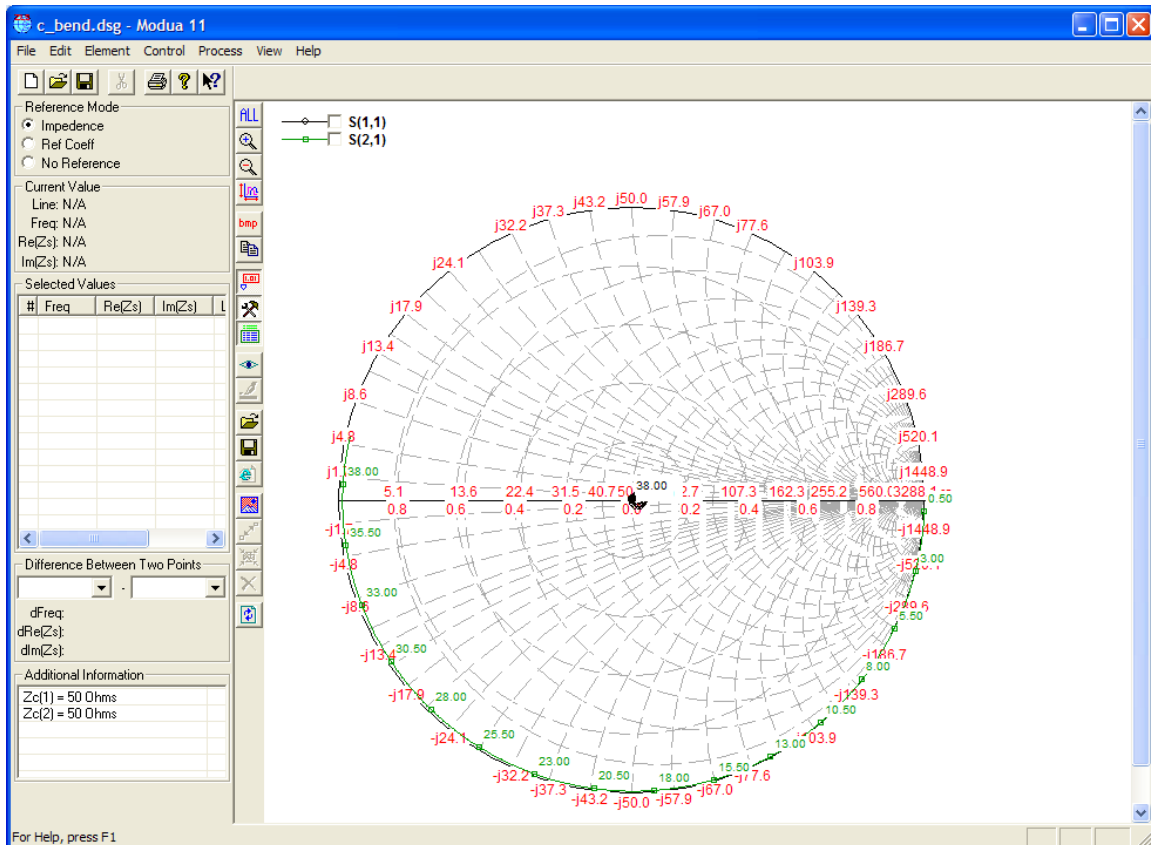 c_bend.dsg - Modua 11
File Edit Element Control Process View Help
Reference Mode
Impedence
Ref Coeff
No Reference
Current Value
Line: N/A
Freq: N/A
Re(Zs): N/A
Im(Zs): N/A
Selected Values
# Freq Re(Zs) Im(Zs) L
Difference Between Two Points
-
dFreq:
dRe(Zs):
dIm(Zs):
Additional Information
Zc(1) = 50 Ohms
Zc(2) = 50 Ohms
ALL
bmp
S(1,1)
S(2,1)
j43.2 j50.0 j57.9
j37.3 j67.0
j32.2 j77.6
j24.1 j103.9
j17.9 j139.3
j13.4 j186.7
j8.6 j289.6
j4.8 j520.1
j1448.9
38.00 38.00
5.1 13.6 22.4 31.5 40.7 107.3 162.3 255.2 560.0
0.8 0.6 0.4 0.2 0.0 0.2 0.4 0.6 0.8 0.50
-j1448.9
35.50
-j4.8 3.00
33.00
-j8.6 -j289.6 5.50
30.50
-j13.4 -j186.7 8.00
-j17.9 28.00 -j139.3
10.50
-j24.1 25.50 13.00
-j32.2 23.00 15.50 -j77.6
-j37.3 20.50 18.00 -j67.0
-j43.2 -j50.0 -j57.9
For Help, press F1